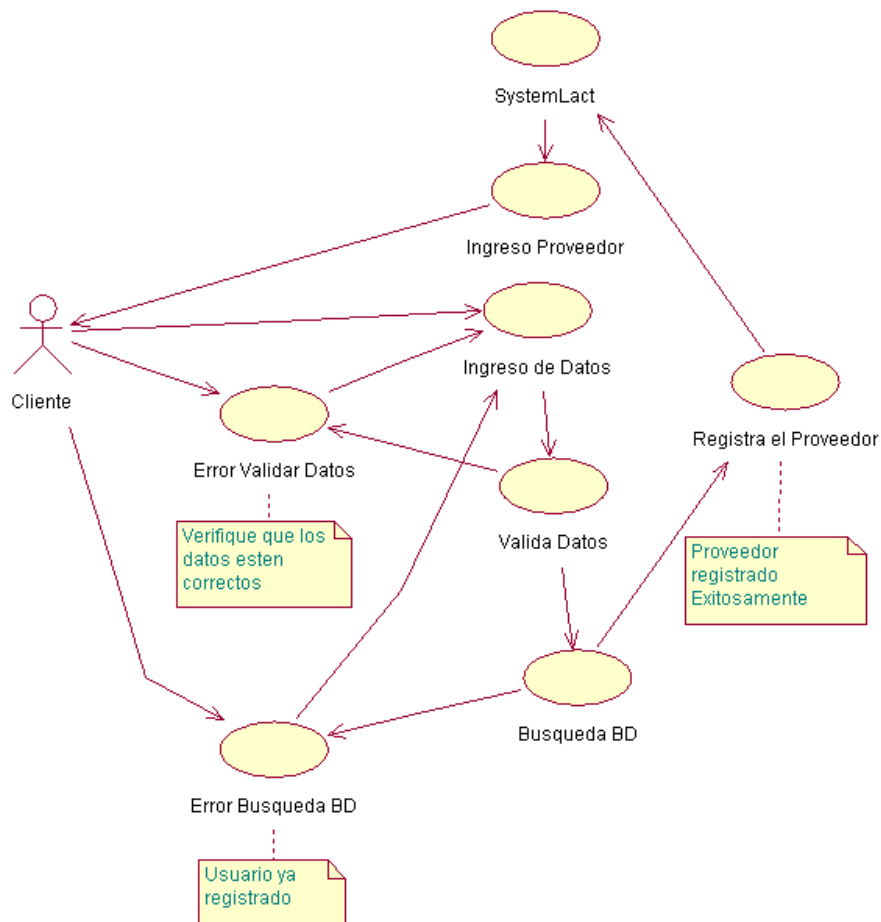 SystemLact
Ingreso Proveedor
Ingreso de Datos
Cliente
Registra el Proveedor
Error Validar Datos
Valida Datos
Verifique que los
datos esten
correctos
Proveedor
registrado
Exitosamente
Busqueda BD
Error Busqueda BD
Usuario ya
registrado